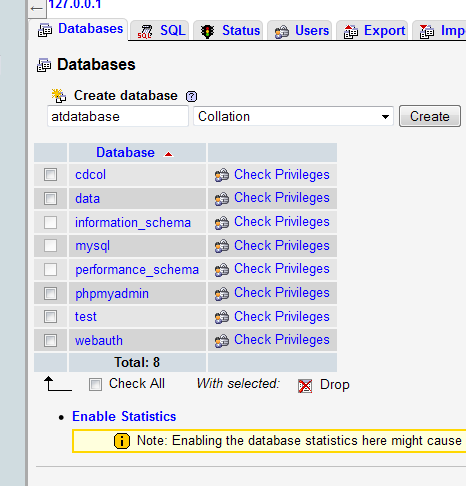 127.0.0.1
Databases SQL Status Users Export
Databases
Create database
atdatabase Collation Create
Database
cdcol Check Privileges
data Check Privileges
information_schema Check Privileges
mysql Check Privileges
performance_schema Check Privileges
phpmyadmin Check Privileges
test Check Privileges
webauth Check Privileges
Total: 8
Check All With selected: Drop
Enable Statistics
Note: Enabling the database statistics here might cause